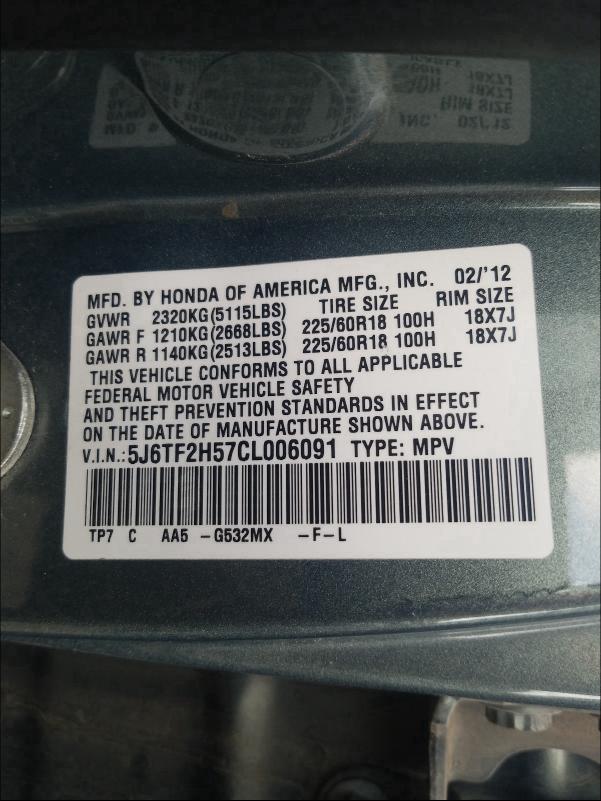 MFD. BY HONDA OF AMERICA MFG., INC. 02/'12
GVWR 2320KG(5115LBS) TIRE SIZE RIM SIZE
GAWR F 1210KG(2668LBS) 225/60R18 100H 18X7J
GAWR R 1140KG(2513LBS) 225/60R18 100H 18X7J
THIS VEHICLE CONFORMS TO ALL APPLICABLE
FEDERAL MOTOR VEHICLE SAFETY
AND THEFT PREVENTION STANDARDS IN EFFECT
ON THE DATE OF MANUFACTURE SHOWN ABOVE.
V.I.N.:5J6TF2H57CL006091 TYPE: MPV
TP7 C AA5 -G532MX -F-L